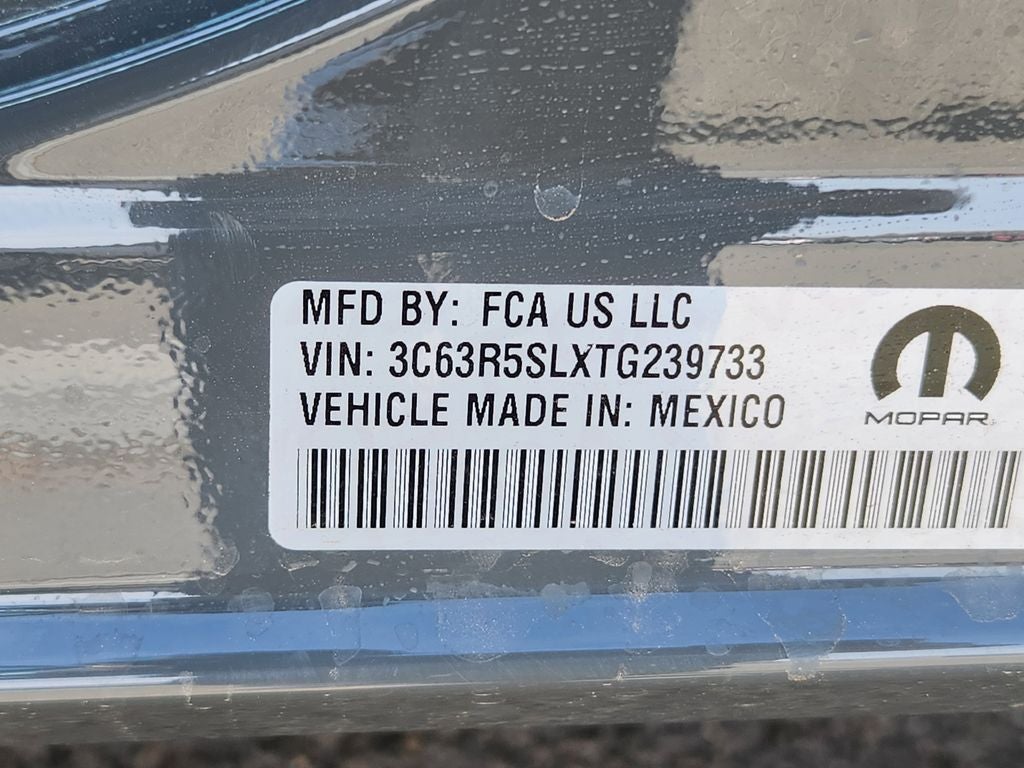 MFD BY: FCA US LLC
VIN: 3C63R5SLXTG239733
VEHICLE MADE IN: MEXICO
MOPAR